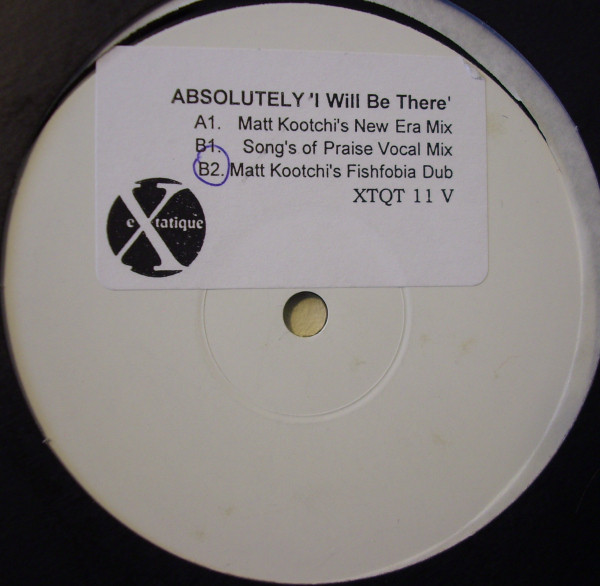 ABSOLUTELY 'I Will Be There'
A1. Matt Kootchi's New Era Mix
B1. Song's of Praise Vocal Mix
B2. Matt Kootchi's Fishfobia Dub
XTQT 11 V
eXtatique